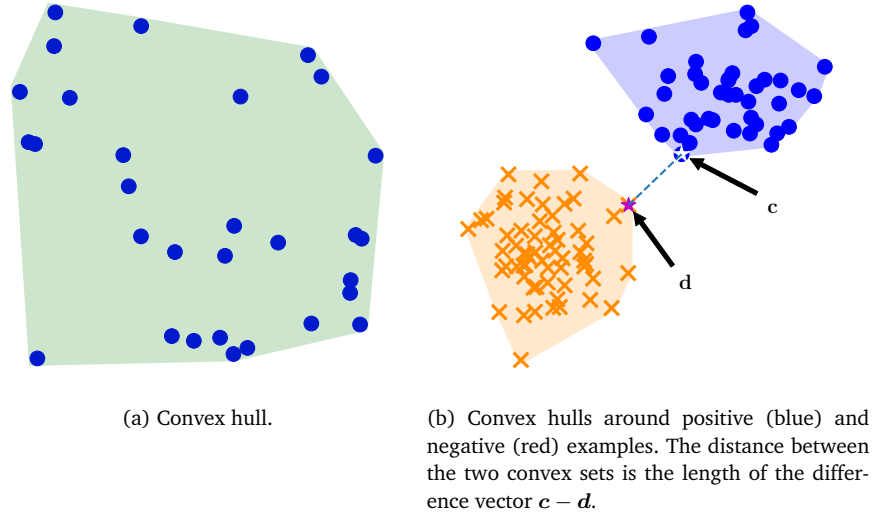 c
d
(a) Convex hull.
(b) Convex hulls around positive (blue) and
negative (red) examples. The distance between
the two convex sets is the length of the differ-
ence vector c − d.